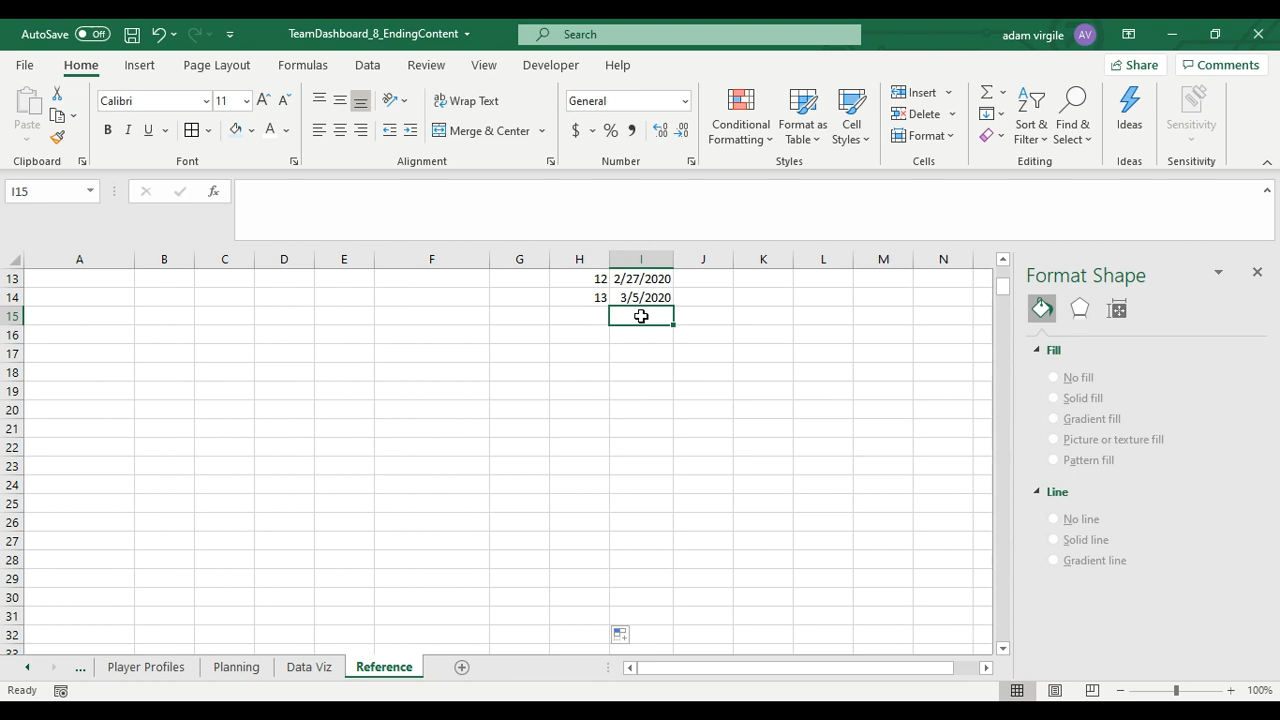 AutoSave Off TeamDashboard_8_EndingContent Search adam virgile AV
File Home Insert Page Layout Formulas Data Review View Developer Help Share Comments
Paste Calibri 11 B I U A Wrap Text Merge & Center General $ % , Conditional Formatting Format as Table Cell Styles Insert Delete Format Sort & Filter Find & Select Ideas Sensitivity
Clipboard Font Alignment Number Styles Cells Editing Ideas Sensitivity
I15 fx
A B C D E F G H I J K L M N
13 12 2/27/2020
14 13 3/5/2020
15
16
17
18
19
20
21
22
23
24
25
26
27
28
29
30
31
32
33
Format Shape
Fill
No fill
Solid fill
Gradient fill
Picture or texture fill
Pattern fill
Line
No line
Solid line
Gradient line
... Player Profiles Planning Data Viz Reference
Ready 100%